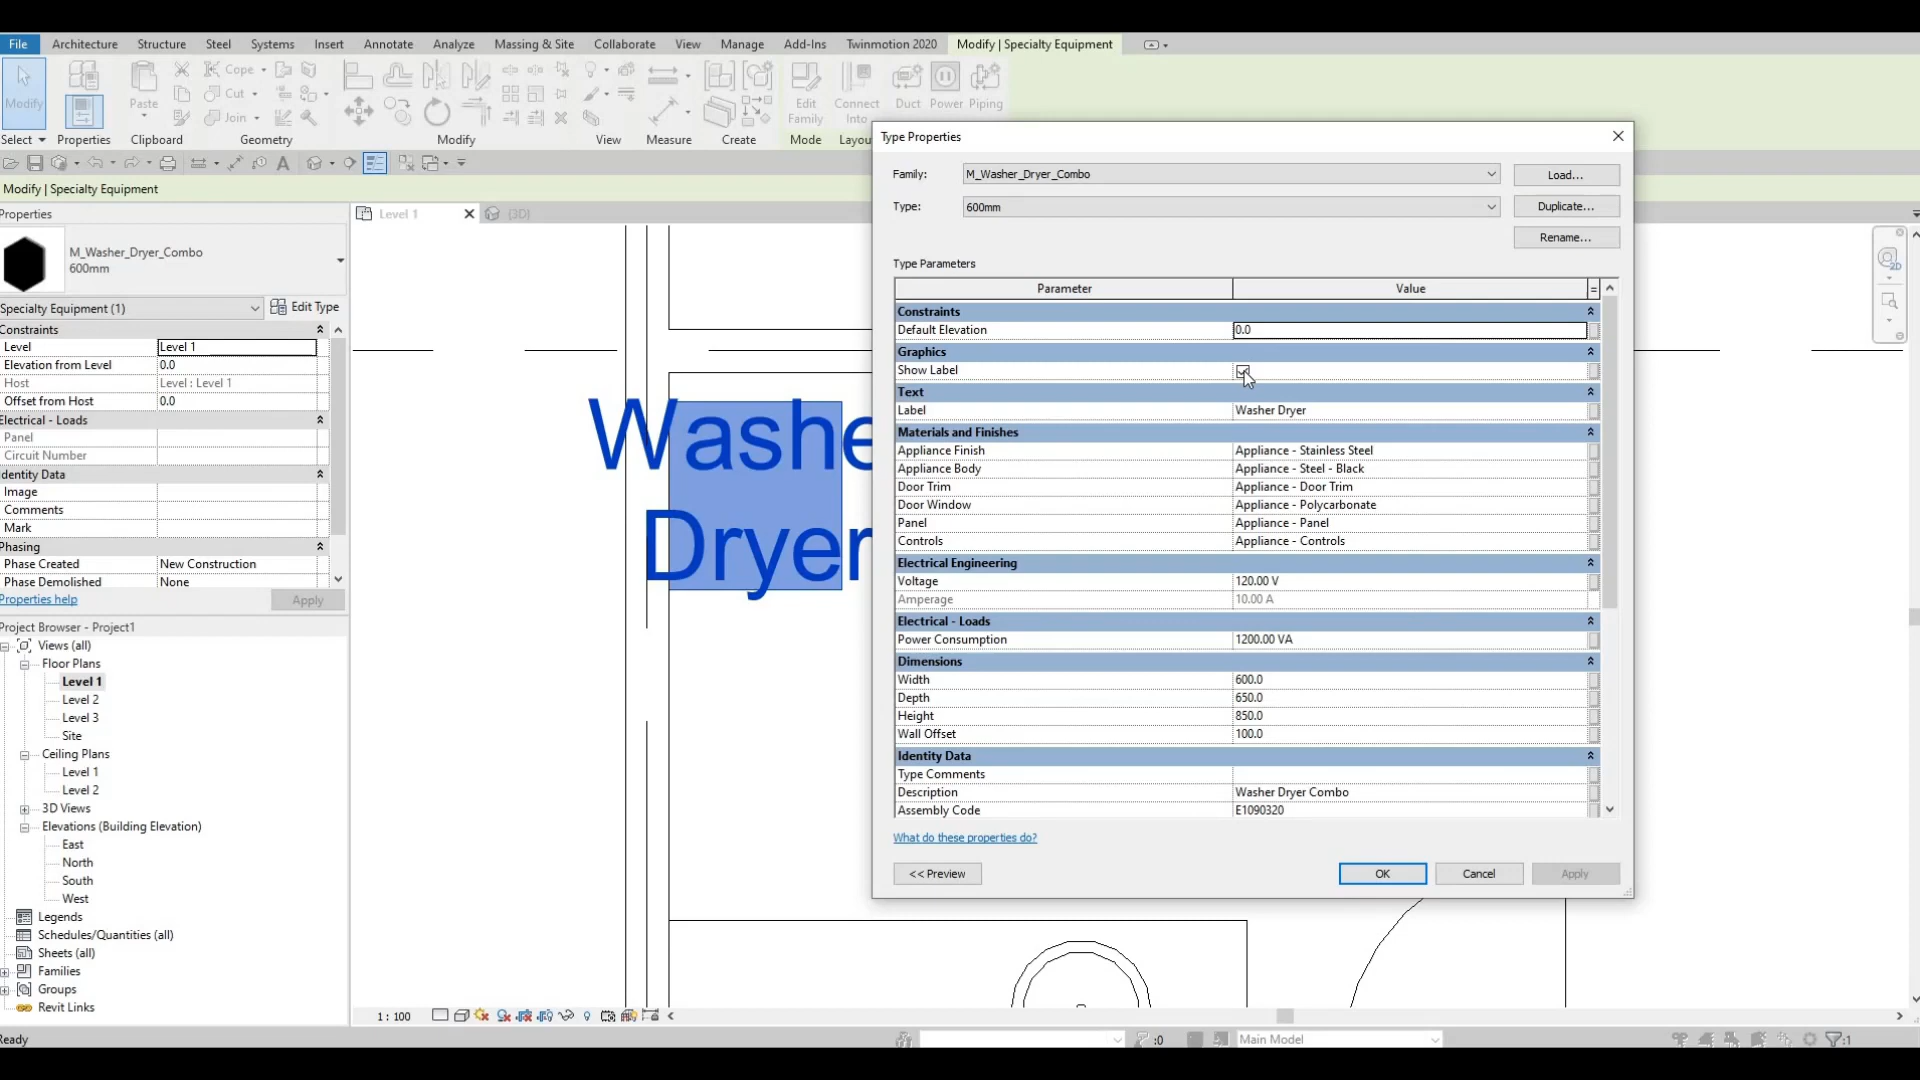 File Architecture Structure Steel Systems Insert Annotate Analyze Massing & Site Collaborate View Manage Add-Ins Twinmotion 2020 Modify | Specialty Equipment
Modify Paste Cope Cut Join Edit Family Connect Into Duct Power Piping
Select Properties Clipboard Geometry Modify View Measure Create Mode Layou
Modify | Specialty Equipment
Properties
M_Washer_Dryer_Combo
600mm
Specialty Equipment (1) Edit Type
Constraints
Level Level 1
Elevation from Level 0.0
Host Level : Level 1
Offset from Host 0.0
Electrical - Loads
Panel
Circuit Number
Identity Data
Image
Comments
Mark
Phasing
Phase Created New Construction
Phase Demolished None
Properties help Apply
Project Browser - Project1
Views (all)
Floor Plans
Level 1
Level 2
Level 3
Site
Ceiling Plans
Level 1
Level 2
3D Views
Elevations (Building Elevation)
East
North
South
West
Legends
Schedules/Quantities (all)
Sheets (all)
Families
Groups
Revit Links
Level 1 {3D}
Washe
Dryer
1 : 100
Type Properties
Family: M_Washer_Dryer_Combo Load...
Type: 600mm Duplicate...
Rename...
Type Parameters
Parameter Value =
Constraints
Default Elevation 0.0
Graphics
Show Label
Text
Label Washer Dryer
Materials and Finishes
Appliance Finish Appliance - Stainless Steel
Appliance Body Appliance - Steel - Black
Door Trim Appliance - Door Trim
Door Window Appliance - Polycarbonate
Panel Appliance - Panel
Controls Appliance - Controls
Electrical Engineering
Voltage 120.00 V
Amperage 10.00 A
Electrical - Loads
Power Consumption 1200.00 VA
Dimensions
Width 600.0
Depth 650.0
Height 850.0
Wall Offset 100.0
Identity Data
Type Comments
Description Washer Dryer Combo
Assembly Code E1090320
What do these properties do?
<< Preview OK Cancel Apply
2D
Ready :0 Main Model :1